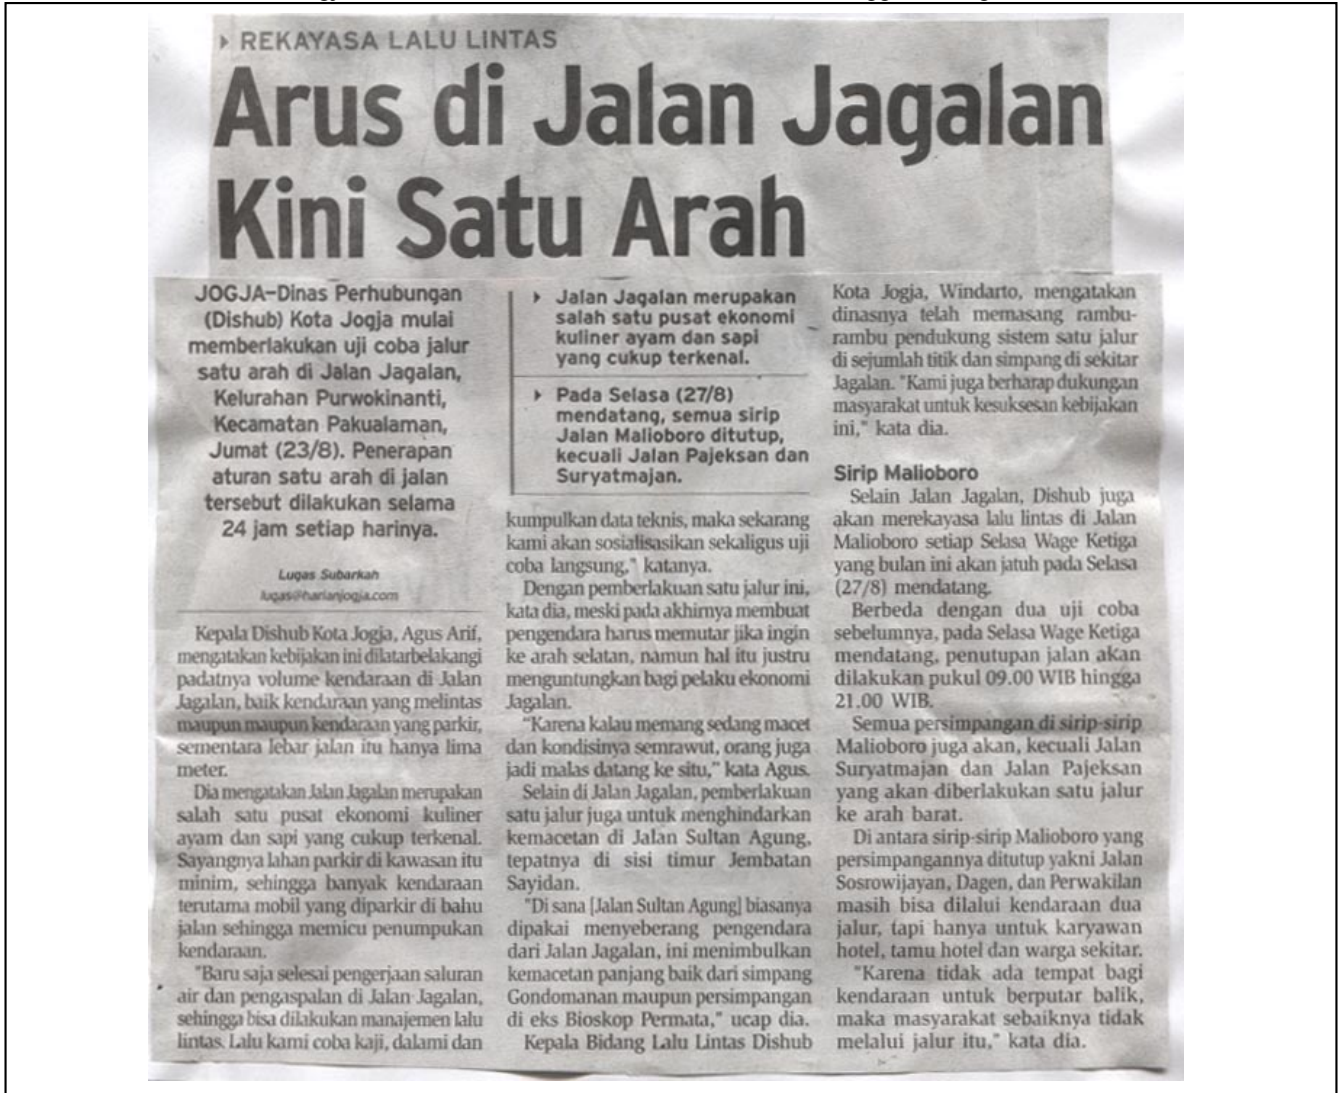 REKAYASA LALU LINTAS
Arus di Jalan Jagalan
Kini Satu Arah
JOGJA–Dinas Perhubungan
(Dishub) Kota Jogja mulai
memberlakukan uji coba jalur
satu arah di Jalan Jagalan,
Kelurahan Purwokinanti,
Kecamatan Pakualaman,
Jumat (23/8). Penerapan
aturan satu arah di jalan
tersebut dilakukan selama
24 jam setiap harinya.
Lugas Subarkah
lugas@harianjogja.com
Kepala Dishub Kota Jogja, Agus Arif,
mengatakan kebijakan ini dilatarbelakangi
padatnya volume kendaraan di Jalan
Jagalan, baik kendaraan yang melintas
maupun maupun kendaraan yang parkir,
sementara lebar jalan itu hanya lima
meter.
Dia mengatakan Jalan Jagalan merupakan
salah satu pusat ekonomi kuliner
ayam dan sapi yang cukup terkenal.
Sayangnya lahan parkir di kawasan itu
minim, sehingga banyak kendaraan
terutama mobil yang diparkir di bahu
jalan sehingga memicu penumpukan
kendaraan.
"Baru saja selesai pengerjaan saluran
air dan pengaspalan di Jalan Jagalan,
sehingga bisa dilakukan manajemen lalu
lintas. Lalu kami coba kaji, dalami dan
Jalan Jagalan merupakan
salah satu pusat ekonomi
kuliner ayam dan sapi
yang cukup terkenal.
Pada Selasa (27/8)
mendatang, semua sirip
Jalan Malioboro ditutup,
kecuali Jalan Pajeksan dan
Suryatmajan.
kumpulkan data teknis, maka sekarang
kami akan sosialisasikan sekaligus uji
coba langsung," katanya.
Dengan pemberlakuan satu jalur ini,
kata dia, meski pada akhirnya membuat
pengendara harus memutar jika ingin
ke arah selatan, namun hal itu justru
menguntungkan bagi pelaku ekonomi
Jagalan.
"Karena kalau memang sedang macet
dan kondisinya semrawut, orang juga
jadi malas datang ke situ," kata Agus.
Selain di Jalan Jagalan, pemberlakuan
satu jalur juga untuk menghindarkan
kemacetan di Jalan Sultan Agung,
tepatnya di sisi timur Jembatan
Sayidan.
"Di sana [Jalan Sultan Agung] biasanya
dipakai menyeberang pengendara
dari Jalan Jagalan, ini menimbulkan
kemacetan panjang baik dari simpang
Gondomanan maupun persimpangan
di eks Bioskop Permata," ucap dia.
Kepala Bidang Lalu Lintas Dishub
Kota Jogja, Windarto, mengatakan
dinasnya telah memasang rambu-
rambu pendukung sistem satu jalur
di sejumlah titik dan simpang di sekitar
Jagalan. "Kami juga berharap dukungan
masyarakat untuk kesuksesan kebijakan
ini," kata dia.
Sirip Malioboro
Selain Jalan Jagalan, Dishub juga
akan merekayasa lalu lintas di Jalan
Malioboro setiap Selasa Wage Ketiga
yang bulan ini akan jatuh pada Selasa
(27/8) mendatang.
Berbeda dengan dua uji coba
sebelumnya, pada Selasa Wage Ketiga
mendatang, penutupan jalan akan
dilakukan pukul 09.00 WIB hingga
21.00 WIB.
Semua persimpangan di sirip-sirip
Malioboro juga akan, kecuali Jalan
Suryatmajan dan Jalan Pajeksan
yang akan diberlakukan satu jalur
ke arah barat.
Di antara sirip-sirip Malioboro yang
persimpangannya ditutup yakni Jalan
Sosrowijayan, Dagen, dan Perwakilan
masih bisa dilalui kendaraan dua
jalur, tapi hanya untuk karyawan
hotel, tamu hotel dan warga sekitar.
"Karena tidak ada tempat bagi
kendaraan untuk berputar balik,
maka masyarakat sebaiknya tidak
melalui jalur itu," kata dia.